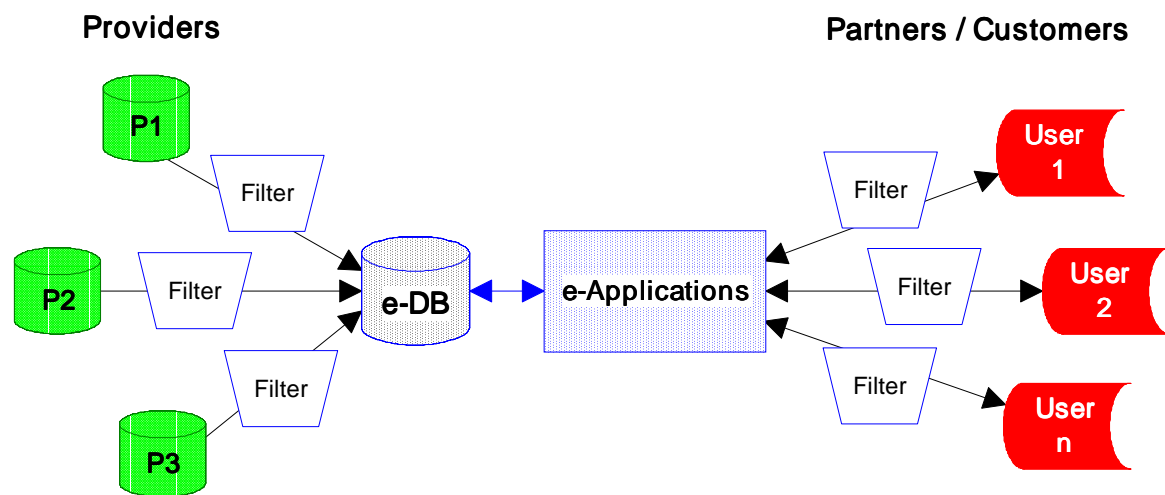 Providers
Partners / Customers
P1
Filter
Filter
User
1
P2
Filter
e-DB
e-Applications
Filter
User
2
Filter
P3
Filter
User
n